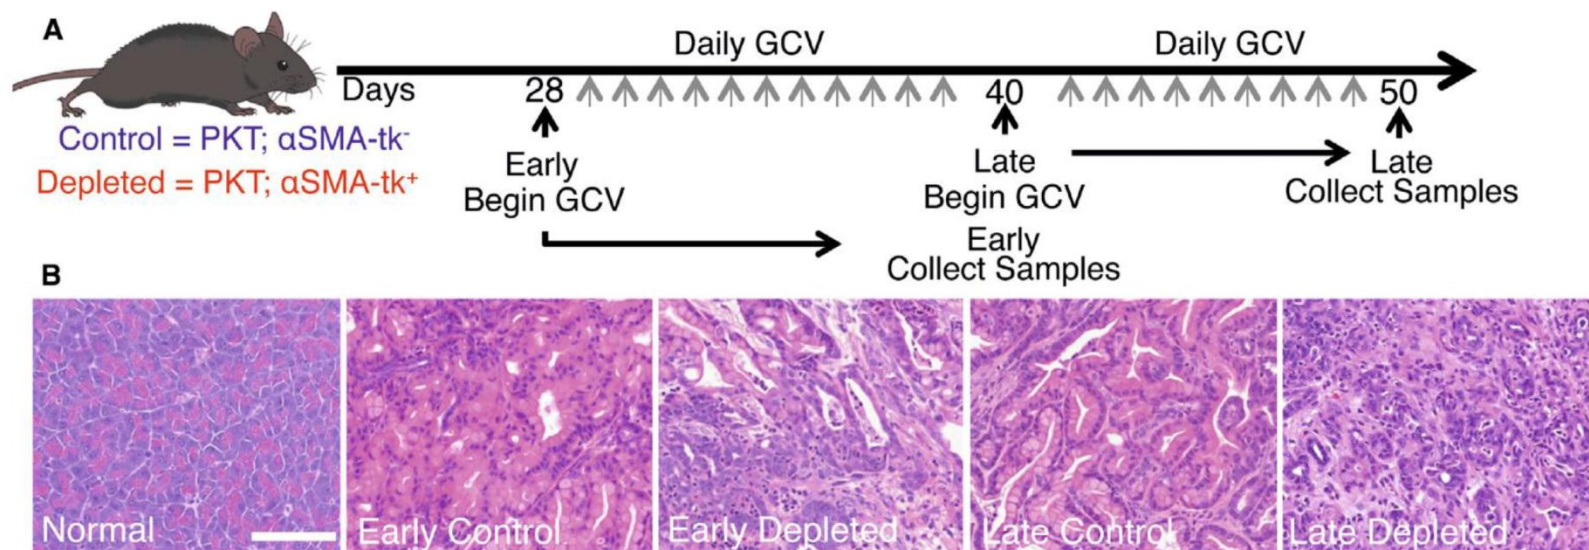 A
Daily GCV
Daily GCV
Days
28
40
50
Control = PKT; αSMA-tk⁻
Depleted = PKT; αSMA-tk⁺
Early
Begin GCV
Late
Begin GCV
Early
Collect Samples
Late
Collect Samples
B
Normal
Early Control
Early Depleted
Late Control
Late Depleted